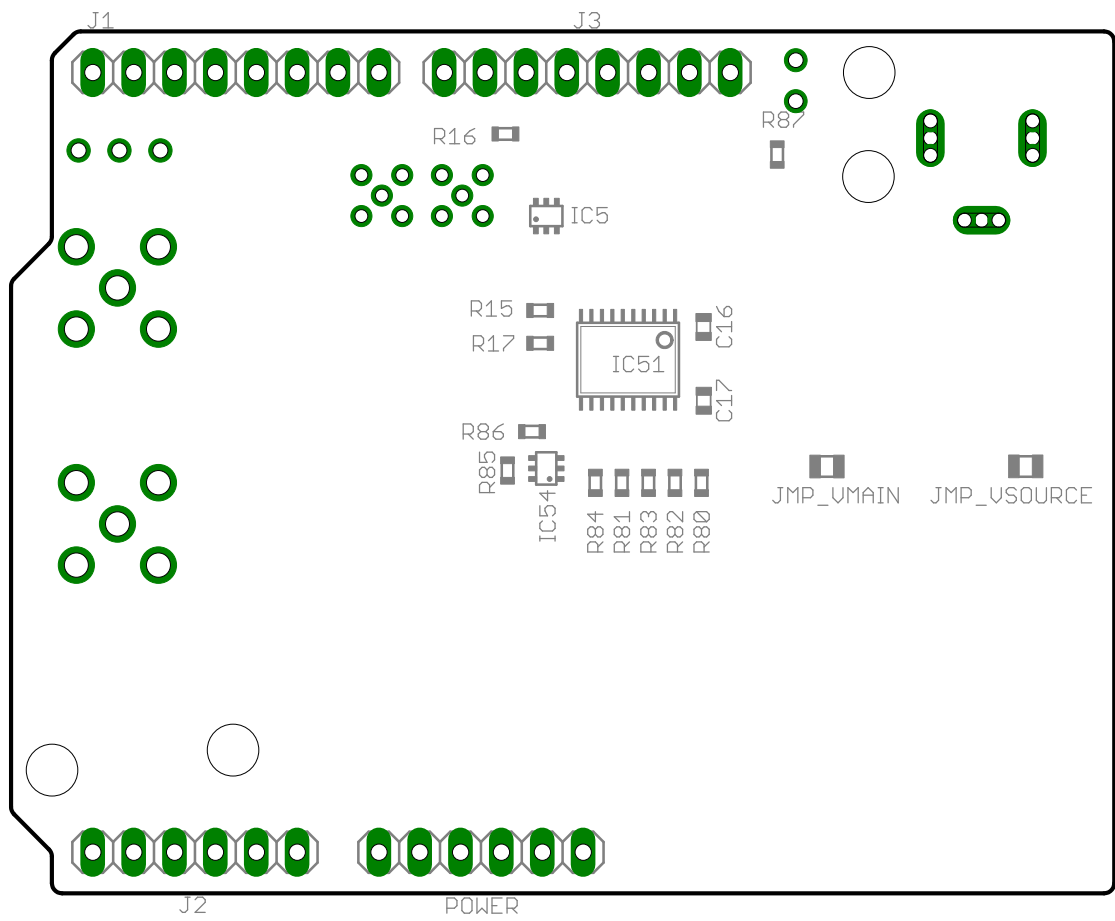 J1
J3
R87
R16
IC5
R15
C16
R17
IC51
C17
R86
R85
JMP_VMAIN
JMP_VSOURCE
IC54
R84
R81
R83
R82
R80
J2
POWER